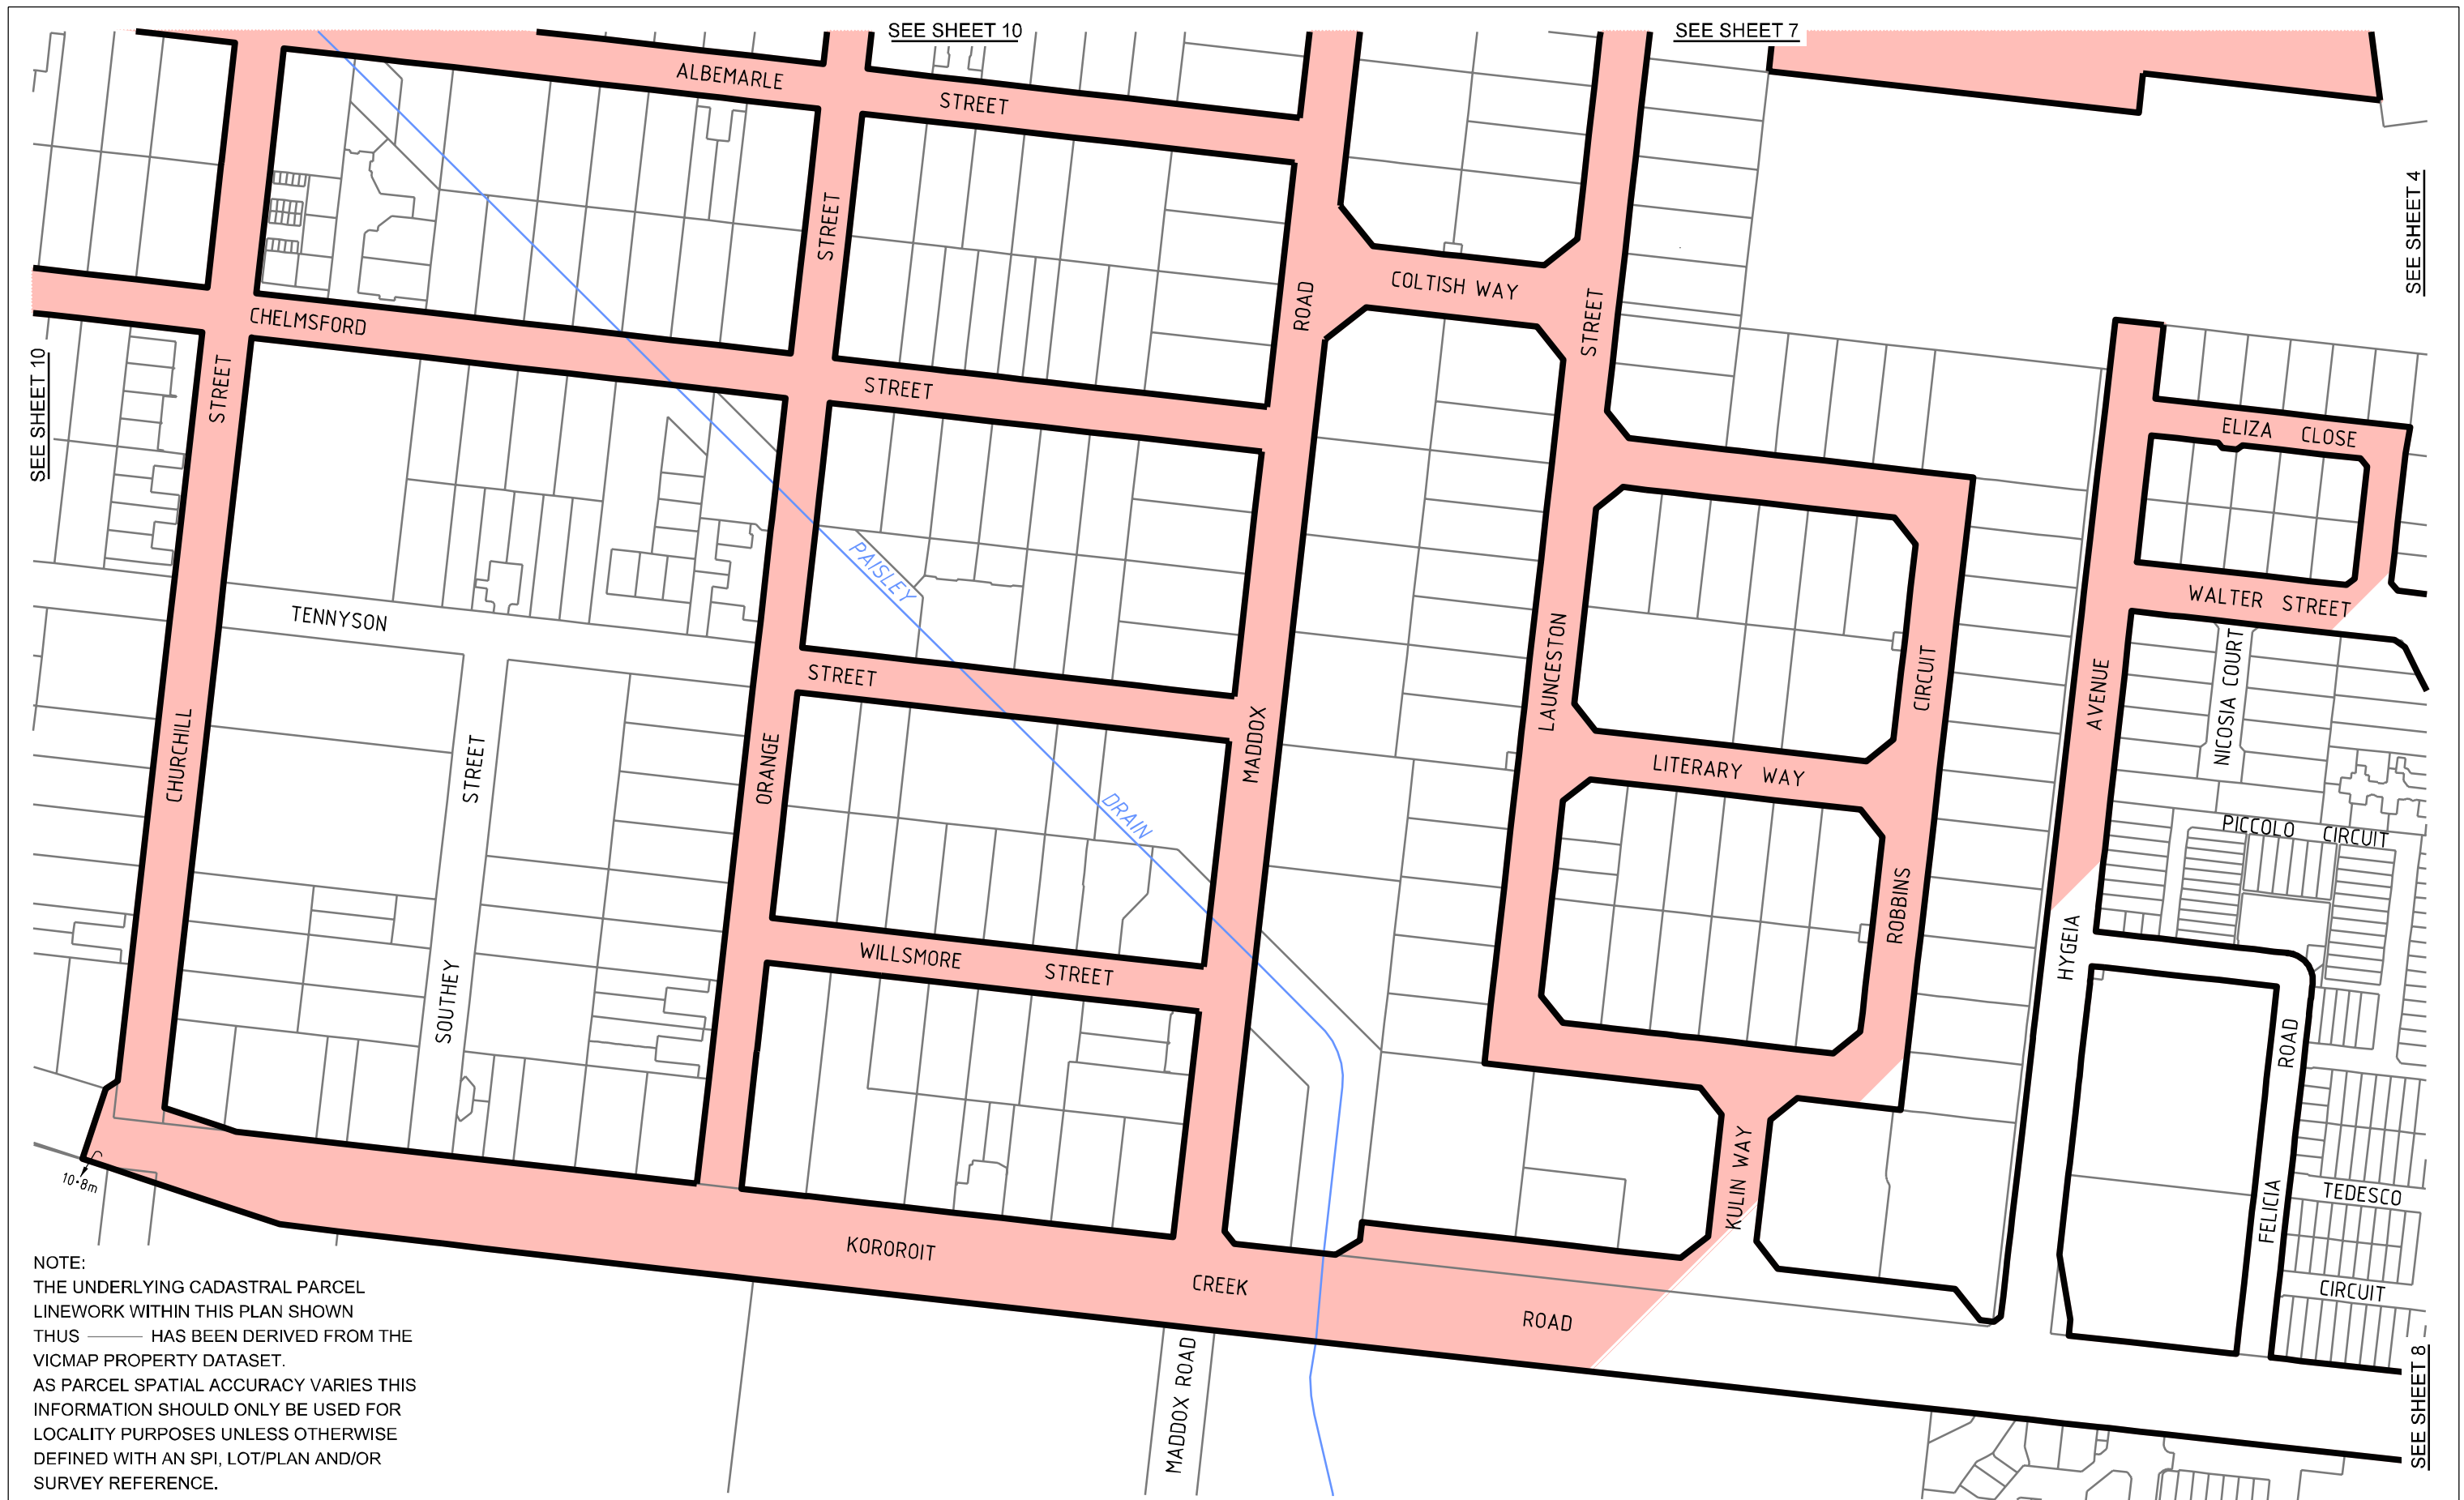 SEE SHEET 10
SEE SHEET 7
ALBEMARLE
STREET
STREET
SEE SHEET 4
COLTISH WAY
ROAD
STREET
CHELMSFORD
STREET
STREET
SEE SHEET 10
ELIZA CLOSE
PAISLEY
WALTER STREET
TENNYSON
STREET
LAUNCESTON
CIRCUIT
AVENUE
NICOSIA COURT
CHURCHILL
STREET
ORANGE
MADDOX
LITERARY WAY
DRAIN
PICCOLO CIRCUIT
ROBBINS
HYGEIA
WILLSMORE STREET
SOUTHEY
ROAD
KULIN WAY
10·8m
FELICIA
TEDESCO
KOROROIT
CREEK
ROAD
CIRCUIT
MADDOX ROAD
SEE SHEET 8
NOTE:
THE UNDERLYING CADASTRAL PARCEL
LINEWORK WITHIN THIS PLAN SHOWN
THUS HAS BEEN DERIVED FROM THE
VICMAP PROPERTY DATASET.
AS PARCEL SPATIAL ACCURACY VARIES THIS
INFORMATION SHOULD ONLY BE USED FOR
LOCALITY PURPOSES UNLESS OTHERWISE
DEFINED WITH AN SPI, LOT/PLAN AND/OR
SURVEY REFERENCE.